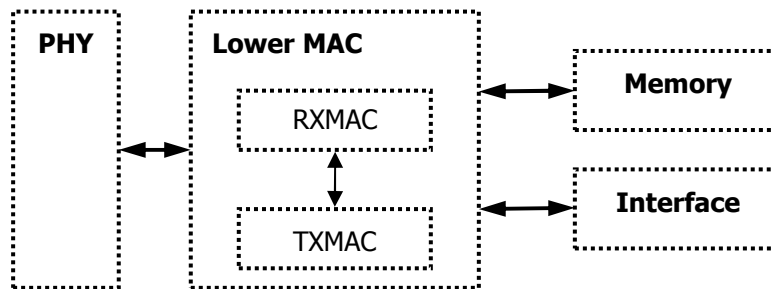 PHY
Lower MAC
RXMAC
TXMAC
Memory
Interface